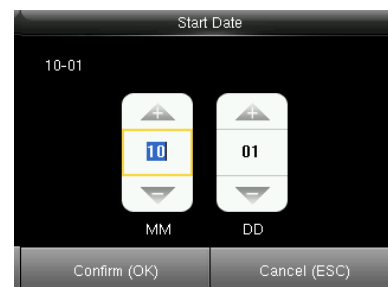 Start Date
10-01
10 01
MM DD
Confirm (OK) Cancel (ESC)